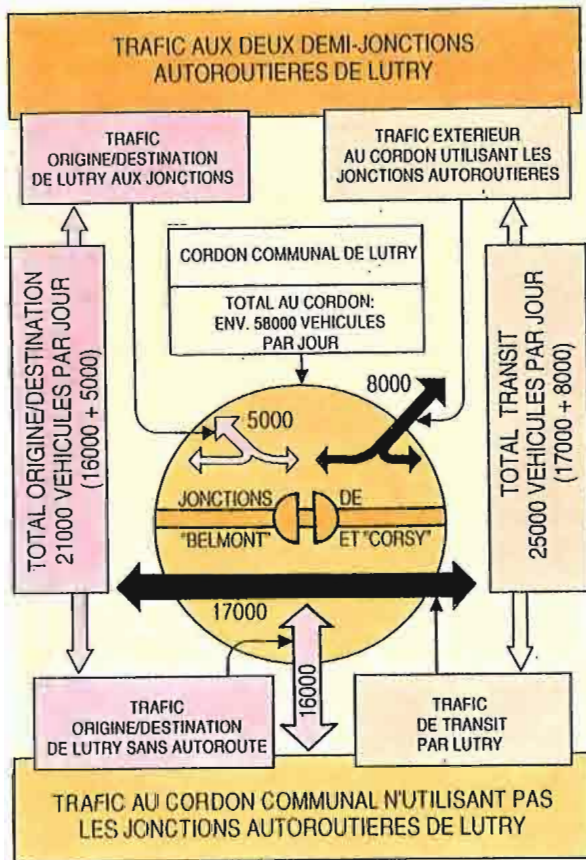 TRAFIC AUX DEUX DEMI-JONCTIONS
AUTOROUTIERES DE LUTRY
TRAFIC
ORIGINE/DESTINATION
DE LUTRY AUX JONCTIONS
TRAFIC EXTERIEUR
AU CORDON UTILISANT LES
JONCTIONS AUTOROUTIERES
CORDON COMMUNAL DE LUTRY
TOTAL AU CORDON:
ENV. 58000 VEHICULES
PAR JOUR
TOTAL ORIGINE/DESTINATION
21000 VEHICULES PAR JOUR
(16000 + 5000)
TOTAL TRANSIT
25000 VEHICULES PAR JOUR
(17000 + 8000)
5000
8000
JONCTIONS DE
"BELMONT" ET "CORSY"
17000
16000
TRAFIC
ORIGINE/DESTINATION
DE LUTRY SANS AUTOROUTE
TRAFIC
DE TRANSIT
PAR LUTRY
TRAFIC AU CORDON COMMUNAL N'UTILISANT PAS
LES JONCTIONS AUTOROUTIERES DE LUTRY